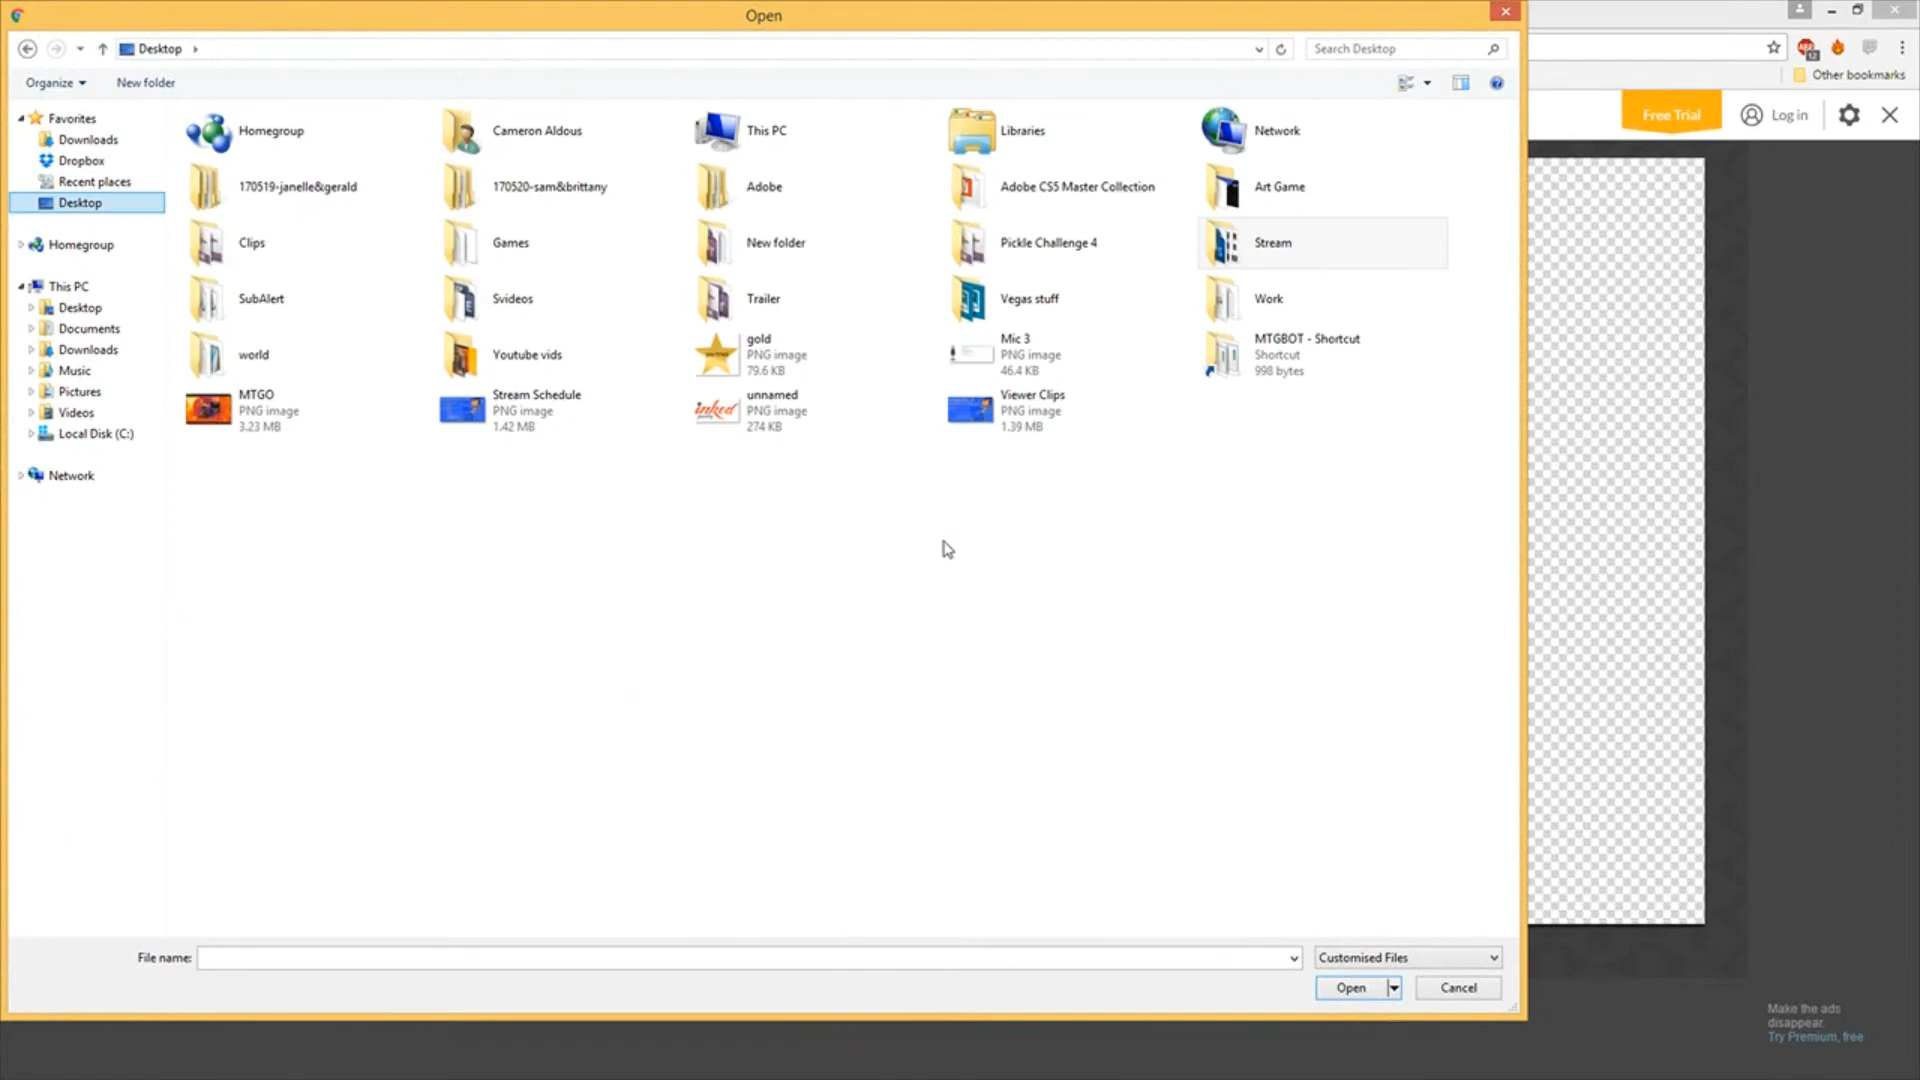 Open
Desktop
Search Desktop
Organize
New folder
Other bookmarks
Free Trial
Log in
Favorites
Downloads
Dropbox
Recent places
Desktop
Homegroup
This PC
Desktop
Documents
Downloads
Music
Pictures
Videos
Local Disk (C:)
Network
Homegroup
Cameron Aldous
This PC
Libraries
Network
170519-janelle&gerald
170520-sam&brittany
Adobe
Adobe CS5 Master Collection
Art Game
Clips
Games
New folder
Pickle Challenge 4
Stream
SubAlert
Svideos
Trailer
Vegas stuff
Work
world
Youtube vids
gold
PNG image
79.6 KB
Mic 3
PNG image
46.4 KB
MTGBOT - Shortcut
Shortcut
998 bytes
MTGO
PNG image
3.23 MB
Stream Schedule
PNG image
1.42 MB
inked
unnamed
PNG image
274 KB
Viewer Clips
PNG image
1.39 MB
File name:
Customised Files
Open
Cancel
Make the ads
disappear.
Try Premium, free